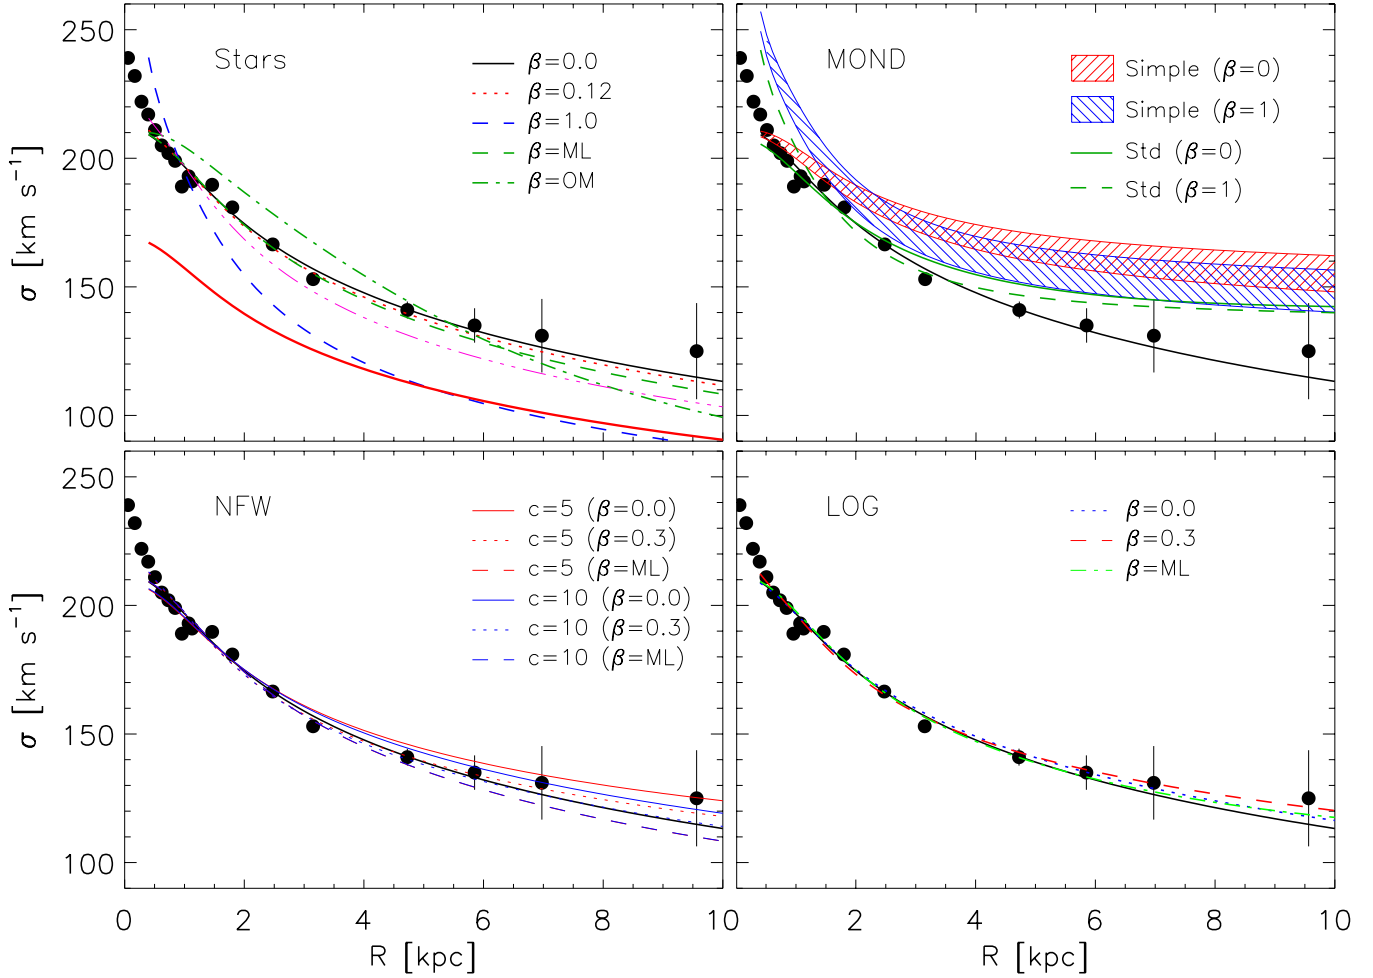 Stars
β=0.0
β=0.12
β=1.0
β=ML
β=OM
250
200
150
100
σ [km s⁻¹]
MOND
Simple (β=0)
Simple (β=1)
Std (β=0)
Std (β=1)
NFW
c=5 (β=0.0)
c=5 (β=0.3)
c=5 (β=ML)
c=10 (β=0.0)
c=10 (β=0.3)
c=10 (β=ML)
250
200
150
100
σ [km s⁻¹]
0 2 4 6 8 10
R [kpc]
LOG
β=0.0
β=0.3
β=ML
2 4 6 8 10
R [kpc]